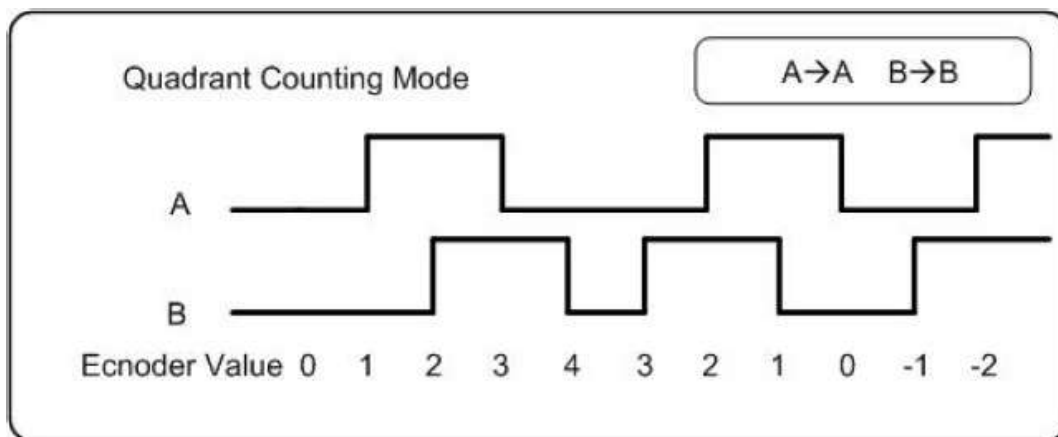 Quadrant Counting Mode
A→A B→B
A
B
Ecnoder Value 0 1 2 3 4 3 2 1 0 -1 -2